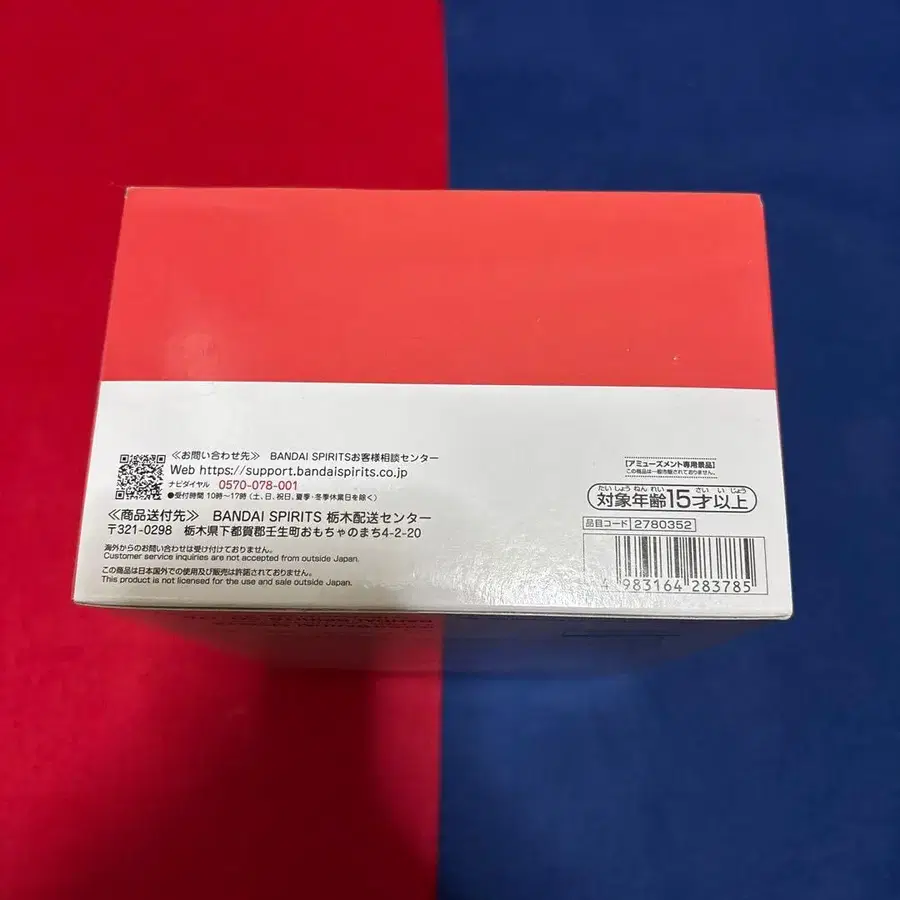 ≪お問い合わせ先≫ BANDAI SPIRITSお客様相談センター
Web https://support.bandaispirits.co.jp
ナビダイヤル 0570-078-001
●受付時間 10時〜17時 (土、日、祝日、夏季・冬季休業日を除く)
≪商品送付先≫ BANDAI SPIRITS 栃木配送センター
〒321-0298 栃木県下都賀郡壬生町おもちゃのまち4-2-20
海外からのお問い合わせは受け付けておりません。
Customer service inquiries are not accepted from outside Japan.
この商品は日本国外での使用及び販売は許諾されておりません。
This product is not licensed for the use and sale outside Japan.
【アミューズメント専用景品】
この商品は一般市販されておりません。
たいしょうねんれい さい いじょう
対象年齢15才以上
品目コード 2780352
4 983164 283785